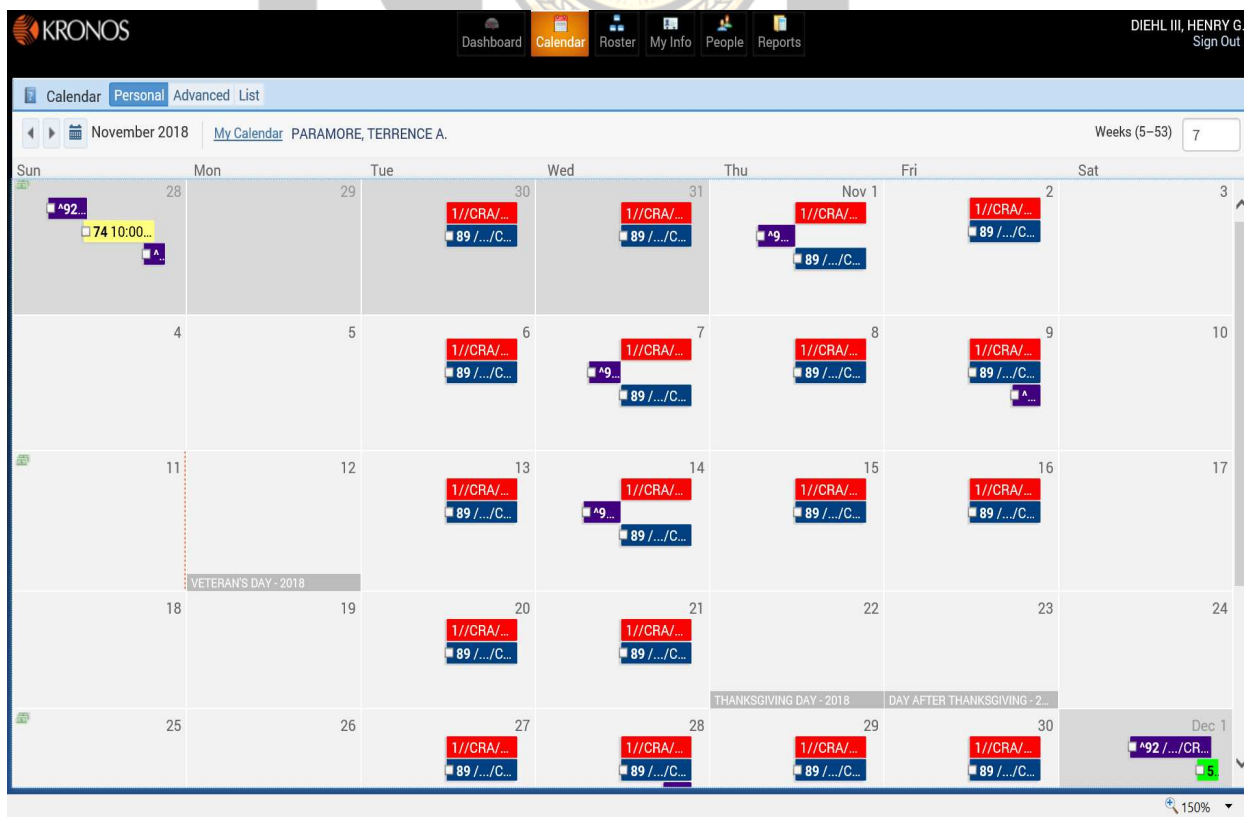 KRONOS
Dashboard Calendar Roster My Info People Reports
DIEHL III, HENRY G.
Sign Out
Calendar Personal Advanced List
November 2018 My Calendar PARAMORE, TERRENCE A. Weeks (5–53) 7
Sun Mon Tue Wed Thu Fri Sat
28 29 30 31 Nov 1 2 3
^92... 1//CRA/... 1//CRA/... 1//CRA/... 1//CRA/...
74 10:00... 89 /.../C... 89 /.../C... ^9... 89 /.../C...
^.. 89 /.../C...
4 5 6 7 8 9 10
1//CRA/... 1//CRA/... 1//CRA/... 1//CRA/...
89 /.../C... ^9... 89 /.../C... 89 /.../C...
89 /.../C... ^...
11 12 13 14 15 16 17
1//CRA/... 1//CRA/... 1//CRA/... 1//CRA/...
89 /.../C... ^9... 89 /.../C... 89 /.../C...
89 /.../C...
VETERAN'S DAY - 2018
18 19 20 21 22 23 24
1//CRA/... 1//CRA/...
89 /.../C... 89 /.../C...
THANKSGIVING DAY - 2018 DAY AFTER THANKSGIVING - 2...
25 26 27 28 29 30 Dec 1
1//CRA/... 1//CRA/... 1//CRA/... 1//CRA/... ^92 /.../CR...
89 /.../C... 89 /.../C... 89 /.../C... 89 /.../C... 5.
150%